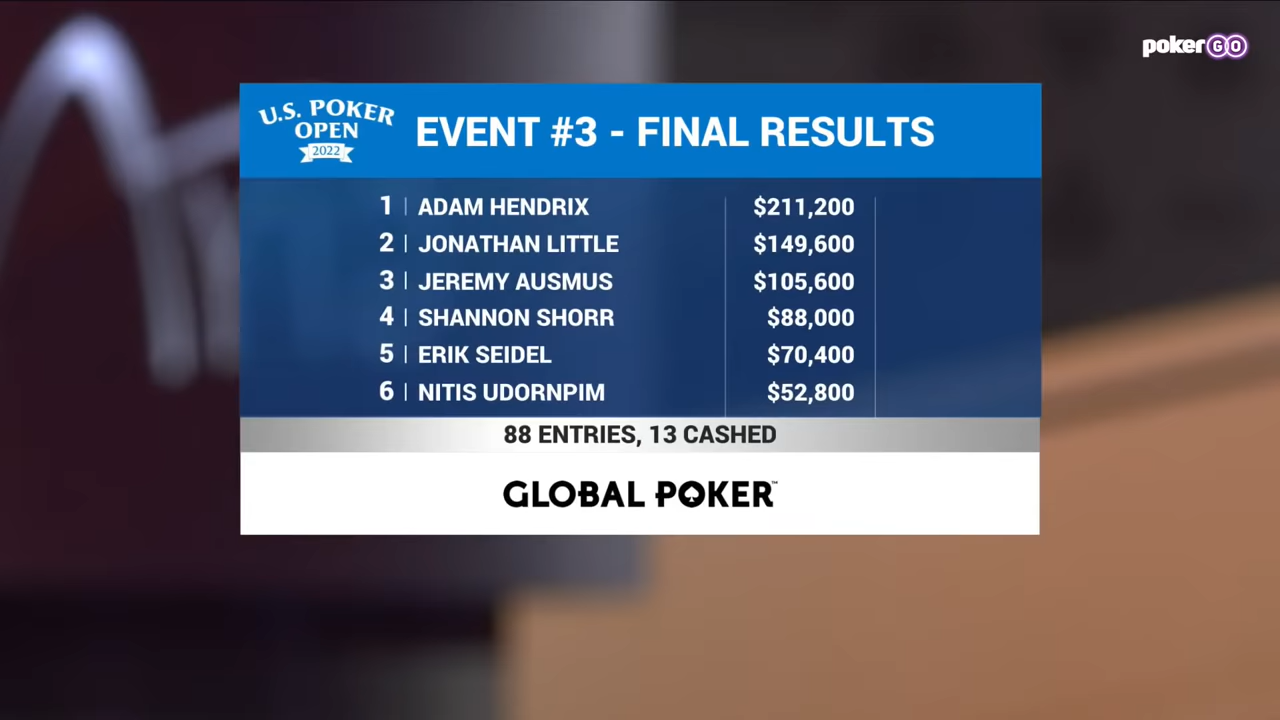 pokerGO
U.S. POKER
OPEN
2022
EVENT #3 - FINAL RESULTS
1 | ADAM HENDRIX $211,200
2 | JONATHAN LITTLE $149,600
3 | JEREMY AUSMUS $105,600
4 | SHANNON SHORR $88,000
5 | ERIK SEIDEL $70,400
6 | NITIS UDORNPIM $52,800
88 ENTRIES, 13 CASHED
GLOBAL POKER™